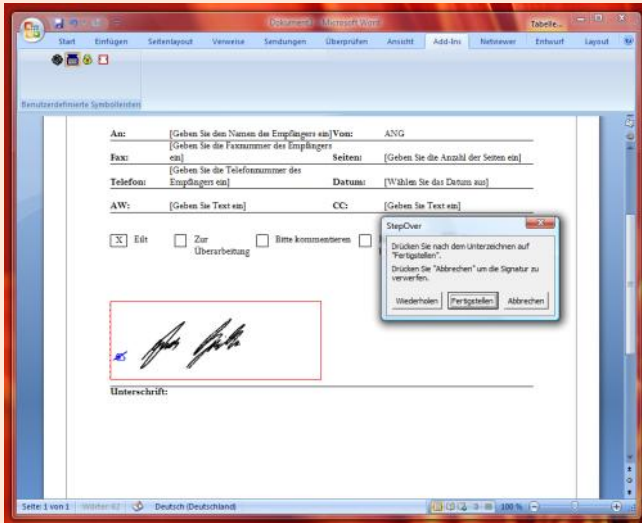 Dokument1 - Microsoft Word
Tabelle...
Start Einfügen Seitenlayout Verweise Sendungen Überprüfen Ansicht Add-Ins Netviewer Entwurf Layout
Benutzerdefinierte Symbolleisten
An: [Geben Sie den Namen des Empfängers ein] Von: ANG
[Geben Sie die Faxnummer des Empfängers
Fax: ein] Seiten: [Geben Sie die Anzahl der Seiten ein]
[Geben Sie die Telefonnummer des
Telefon: Empfängers ein] Datum: [Wählen Sie das Datum aus]
AW: [Geben Sie Text ein] CC: [Geben Sie Text ein]
X Eilt Zur Bitte kommentieren
Überarbeitung
StepOver
Drücken Sie nach dem Unterzeichnen auf
"Fertigstellen".
Drücken Sie "Abbrechen" um die Signatur zu
verwerfen.
Wiederholen Fertigstellen Abbrechen
Unterschrift:
Seite: 1 von 1 Wörter: 62 Deutsch (Deutschland) 100 %